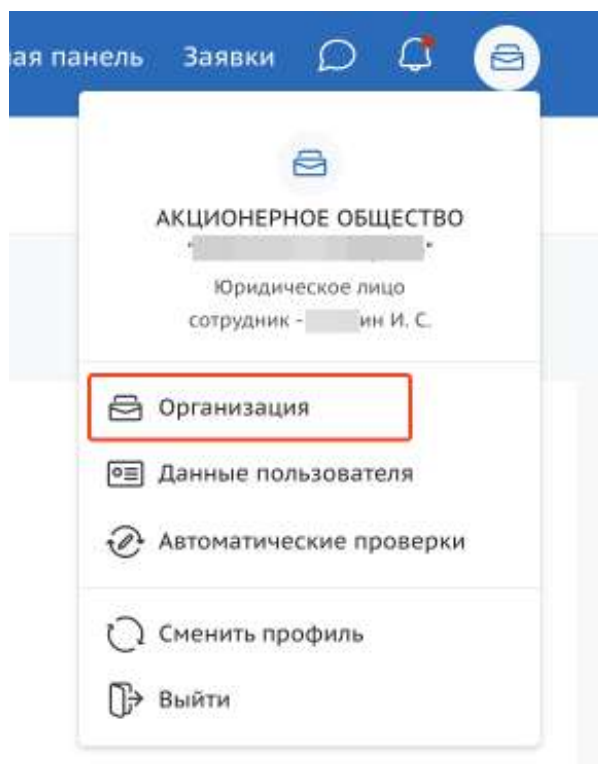 ая панель Заявки
АКЦИОНЕРНОЕ ОБЩЕСТВО
" "
Юридическое лицо
сотрудник - ин И. С.
Организация
Данные пользователя
Автоматические проверки
Сменить профиль
Выйти